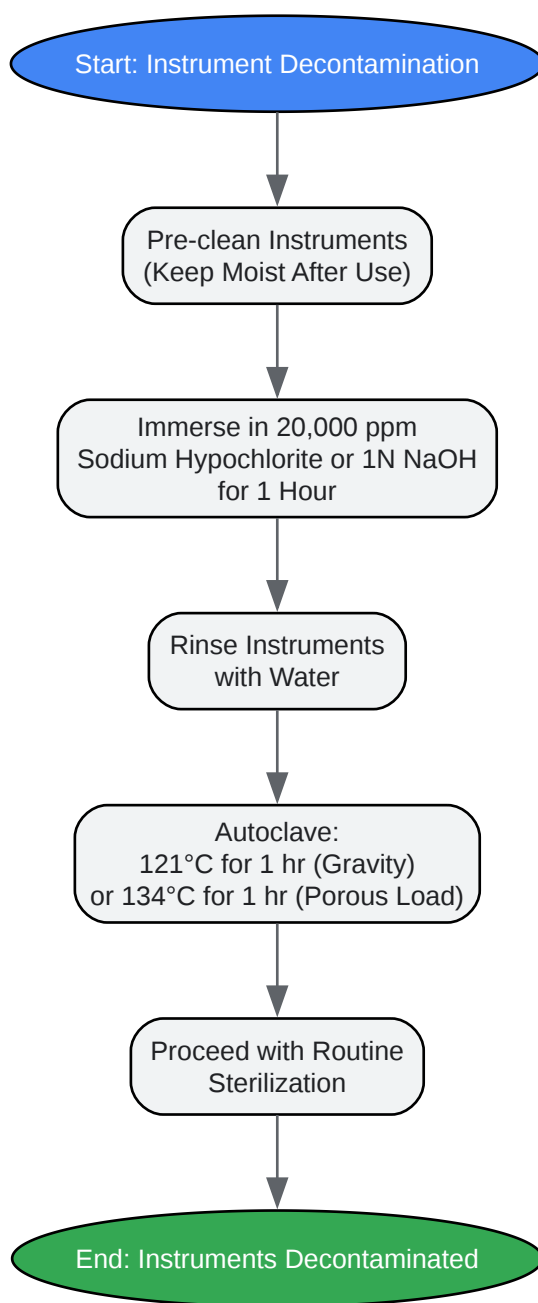 Start: Instrument Decontamination
Pre-clean Instruments
(Keep Moist After Use)
Immerse in 20,000 ppm
Sodium Hypochlorite or 1N NaOH
for 1 Hour
Rinse Instruments
with Water
Autoclave:
121°C for 1 hr (Gravity)
or 134°C for 1 hr (Porous Load)
Proceed with Routine
Sterilization
End: Instruments Decontaminated